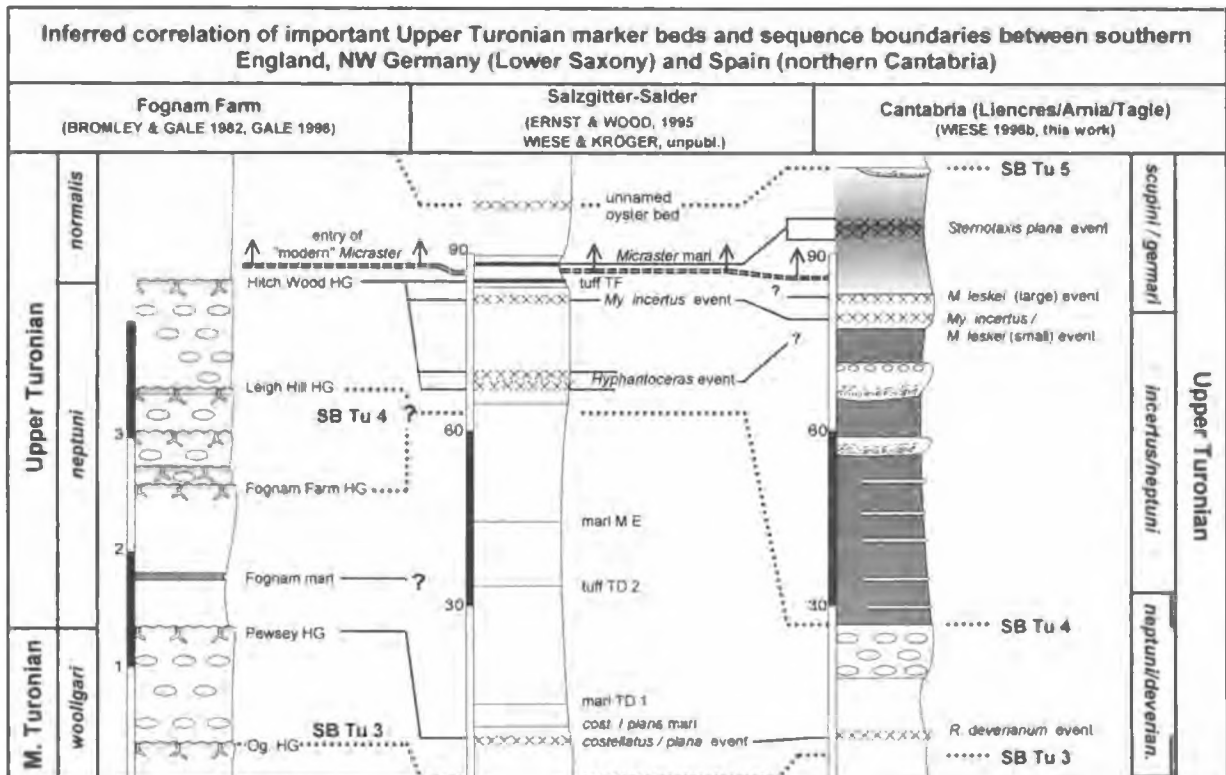 Inferred correlation of important Upper Turonian marker beds and sequence boundaries between southern
England, NW Germany (Lower Saxony) and Spain (northern Cantabria)
Fognam Farm
(BROMLEY & GALE 1982, GALE 1996)
Salzgitter-Salder
(ERNST & WOOD, 1995
WIESE & KRÖGER, unpubl.)
Cantabria (Liencres/Arnia/Tagle)
(WIESE 1996b, this work)
Upper Turonian
M. Turonian
normalis
neptuni
woollgari
3
2
1
entry of
"modern" Micraster
Hitch Wood HG
Leigh Hill HG
SB Tu 4
?
Fognam Farm HG
Fognam marl
?
Pewsey HG
SB Tu 3
Og. HG
90
60
30
unnamed
oyster bed
Micraster marl
tuff TF
My. incertus event
Hyphantoceras event
?
marl M E
tuff TD 2
marl TD 1
cost. / plana marl
costellatus / plana event
90
60
30
?
SB Tu 5
Sternotaxis plana event
M. leskei (large) event
My. incertus /
M. leskei (small) event
SB Tu 4
R. deverianum event
SB Tu 3
scupini / germari
incertus/neptuni
neptuni/deverian.
Upper Turonian